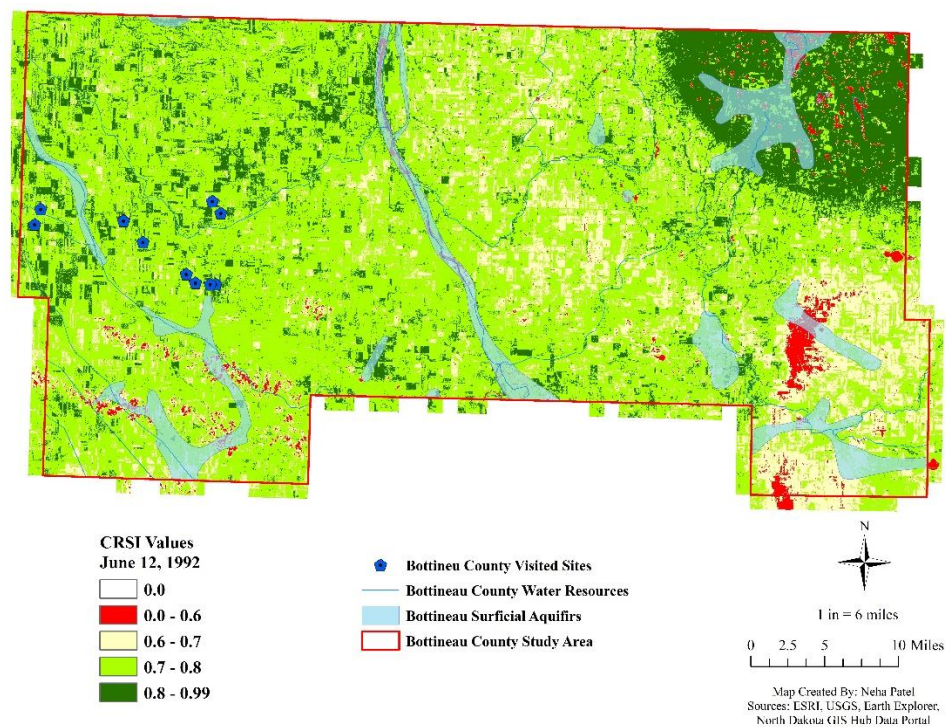 CRSI Values
June 12, 1992
0.0
0.0 - 0.6
0.6 - 0.7
0.7 - 0.8
0.8 - 0.99
Bottineu County Visited Sites
Bottineau County Water Resources
Bottineau Surficial Aquifirs
Bottineau County Study Area
N
1 in = 6 miles
0 2.5 5 10 Miles
Map Created By: Neha Patel
Sources: ESRI, USGS, Earth Explorer,
North Dakota GIS Hub Data Portal